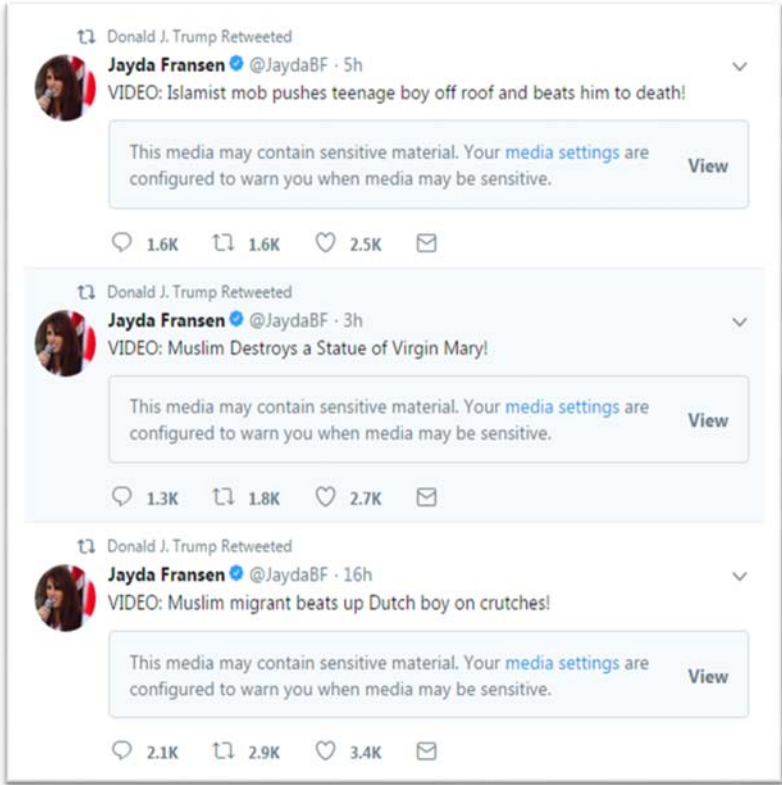 Donald J. Trump Retweeted
Jayda Fransen @JaydaBF · 5h
VIDEO: Islamist mob pushes teenage boy off roof and beats him to death!
This media may contain sensitive material. Your media settings are
configured to warn you when media may be sensitive.
View
1.6K 1.6K 2.5K
Donald J. Trump Retweeted
Jayda Fransen @JaydaBF · 3h
VIDEO: Muslim Destroys a Statue of Virgin Mary!
This media may contain sensitive material. Your media settings are
configured to warn you when media may be sensitive.
View
1.3K 1.8K 2.7K
Donald J. Trump Retweeted
Jayda Fransen @JaydaBF · 16h
VIDEO: Muslim migrant beats up Dutch boy on crutches!
This media may contain sensitive material. Your media settings are
configured to warn you when media may be sensitive.
View
2.1K 2.9K 3.4K